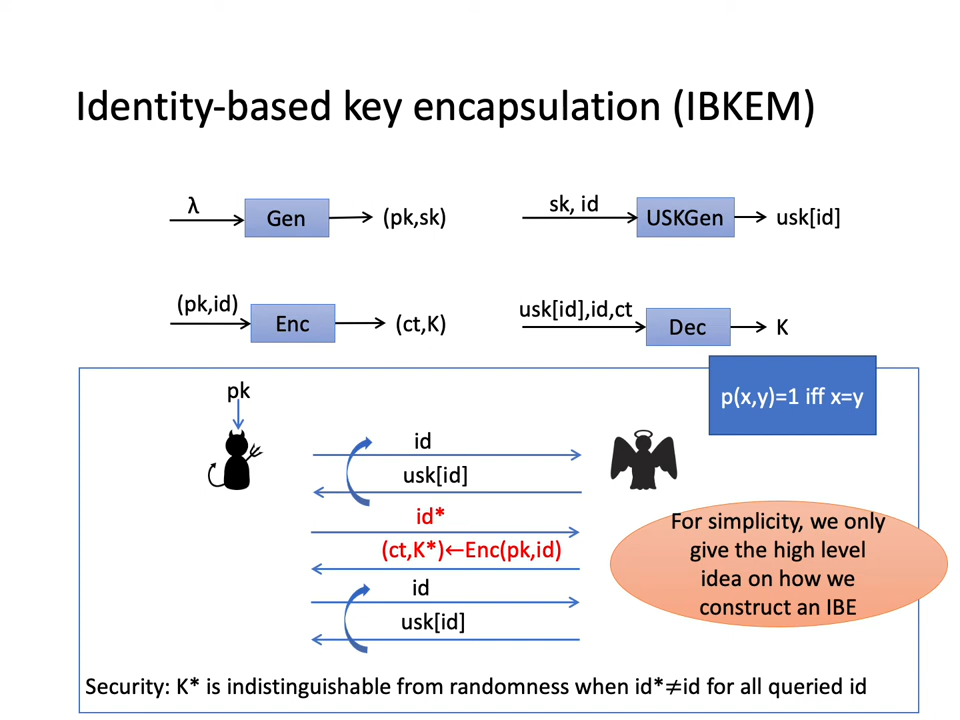 Identity-based key encapsulation (IBKEM)
λ
Gen
(pk,sk)
sk, id
USKGen
usk[id]
(pk,id)
Enc
(ct,K)
usk[id],id,ct
Dec
K
p(x,y)=1 iff x=y
pk
id
usk[id]
id*
(ct,K*)←Enc(pk,id)
id
usk[id]
For simplicity, we only
give the high level
idea on how we
construct an IBE
Security: K* is indistinguishable from randomness when id*≠id for all queried id